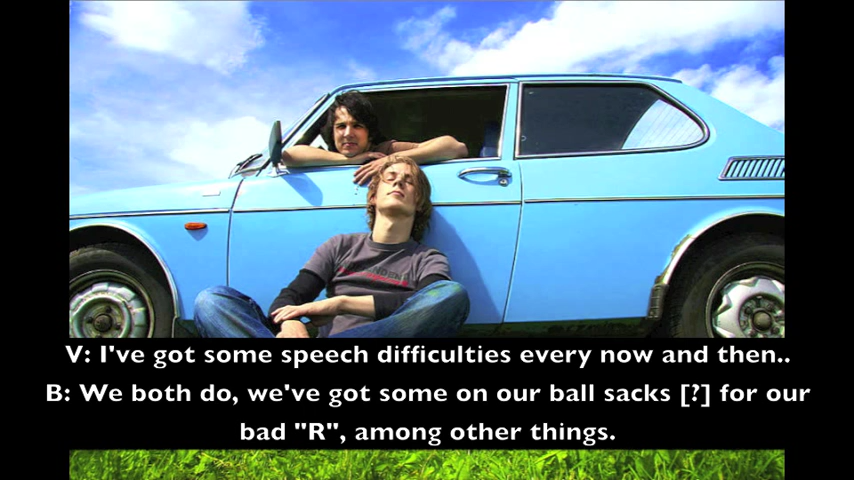 V: I've got some speech difficulties every now and then..
B: We both do, we've got some on our ball sacks [?] for our
bad "R", among other things.